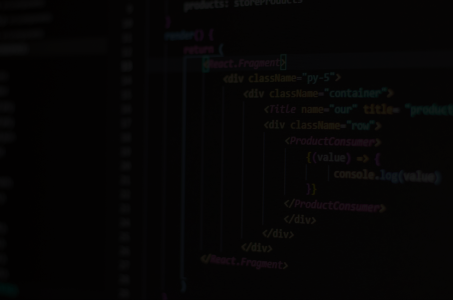 products: storeProducts
}
render() {
return (
<React.Fragment>
<div className="py-5">
<div className="container">
<Title name="our" title= "product
<div className="row">
<ProductConsumer>
{(value) => {
console.log(value)
}}
</ProductConsumer>
</div>
</div>
</div>
</React.Fragment>